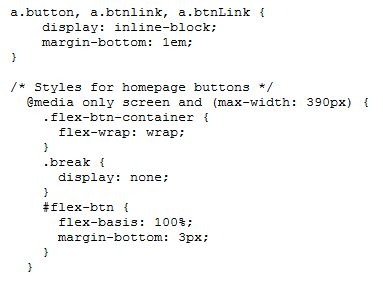 a.button, a.btnlink, a.btnLink {
    display: inline-block;
    margin-bottom: 1em;
}

/* Styles for homepage buttons */
  @media only screen and (max-width: 390px) {
    .flex-btn-container {
      flex-wrap: wrap;
    }
    .break {
      display: none;
    }
    #flex-btn {
      flex-basis: 100%;
      margin-bottom: 3px;
    }
  }